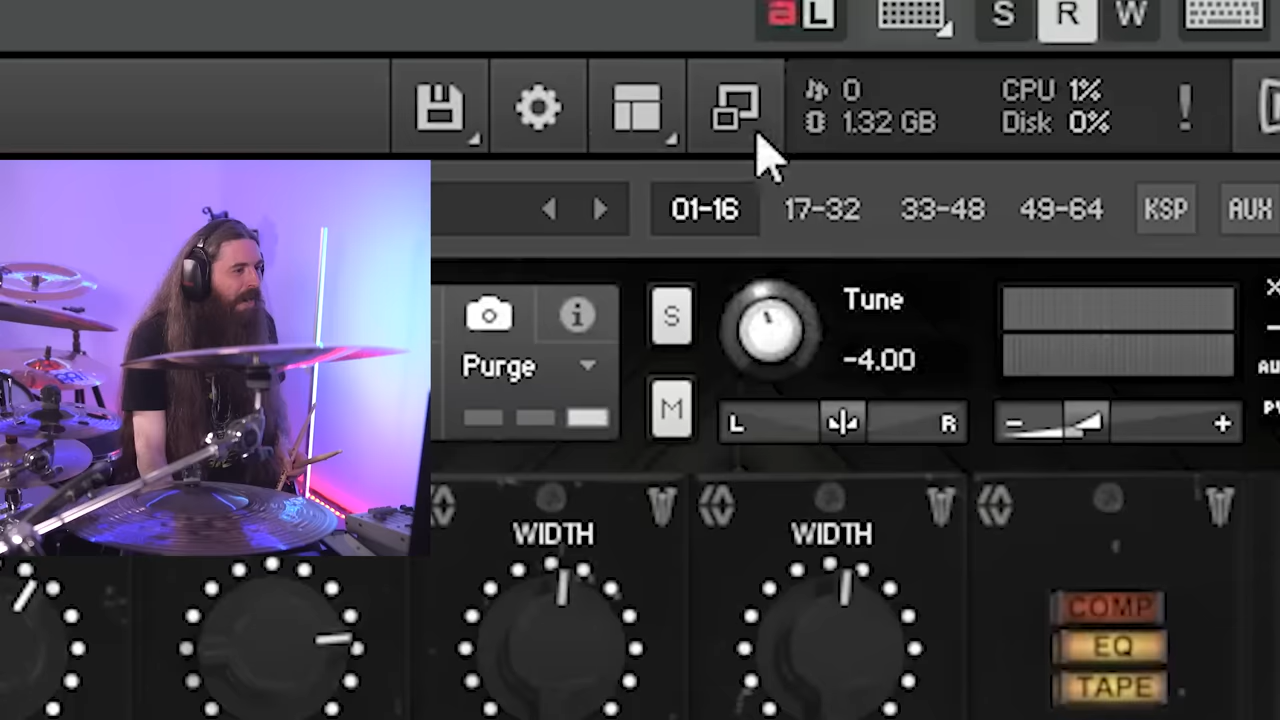 a L
S R W
0 CPU 1%
1.32 GB Disk 0% !
01-16 17-32 33-48 49-64 KSP AUX
S Tune
Purge -4.00
M L R - +
WIDTH WIDTH
COMP
EQ
TAPE